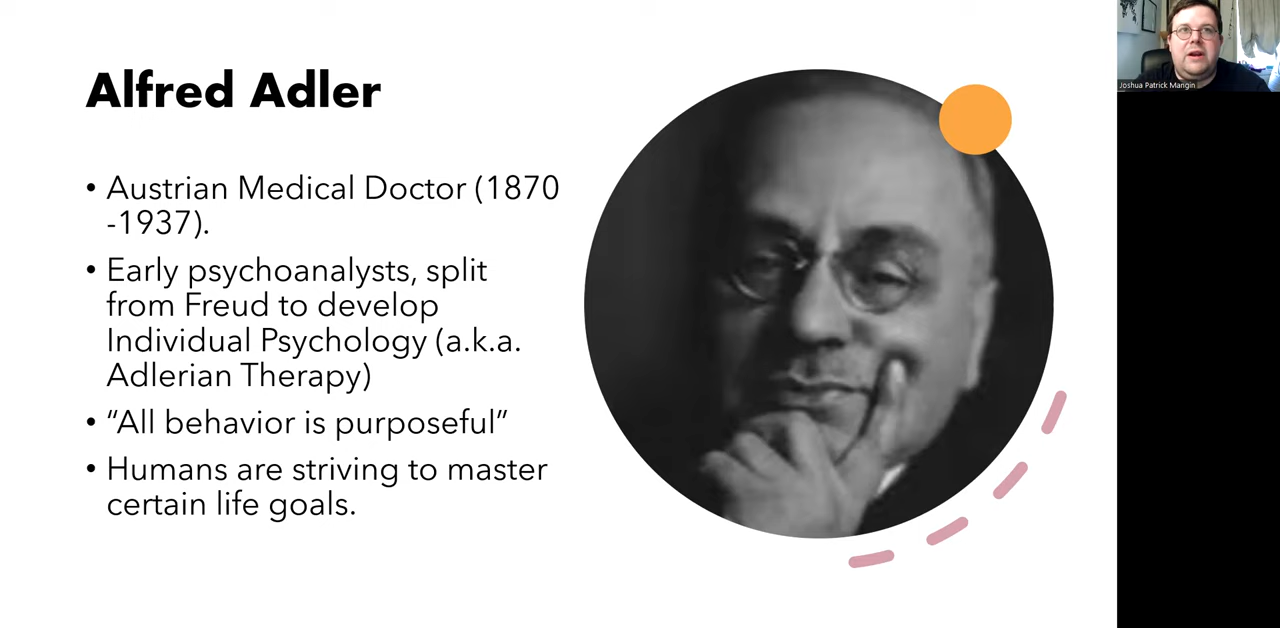 Alfred Adler
• Austrian Medical Doctor (1870
-1937).
• Early psychoanalysts, split
from Freud to develop
Individual Psychology (a.k.a.
Adlerian Therapy)
• “All behavior is purposeful”
• Humans are striving to master
certain life goals.
Joshua Patrick Mangin